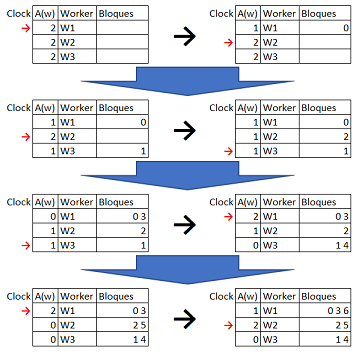 Clock A(w) Worker Bloques Clock A(w) Worker Bloques
2 W1 1 W1 0
2 W2 2 W2
2 W3 2 W3
Clock A(w) Worker Bloques Clock A(w) Worker Bloques
1 W1 0 1 W1 0
2 W2 1 W2 2
1 W3 1 1 W3 1
Clock A(w) Worker Bloques Clock A(w) Worker Bloques
0 W1 0 3 2 W1 0 3
1 W2 2 1 W2 2
1 W3 1 0 W3 1 4
Clock A(w) Worker Bloques Clock A(w) Worker Bloques
2 W1 0 3 1 W1 0 3 6
0 W2 2 5 2 W2 2 5
0 W3 1 4 0 W3 1 4